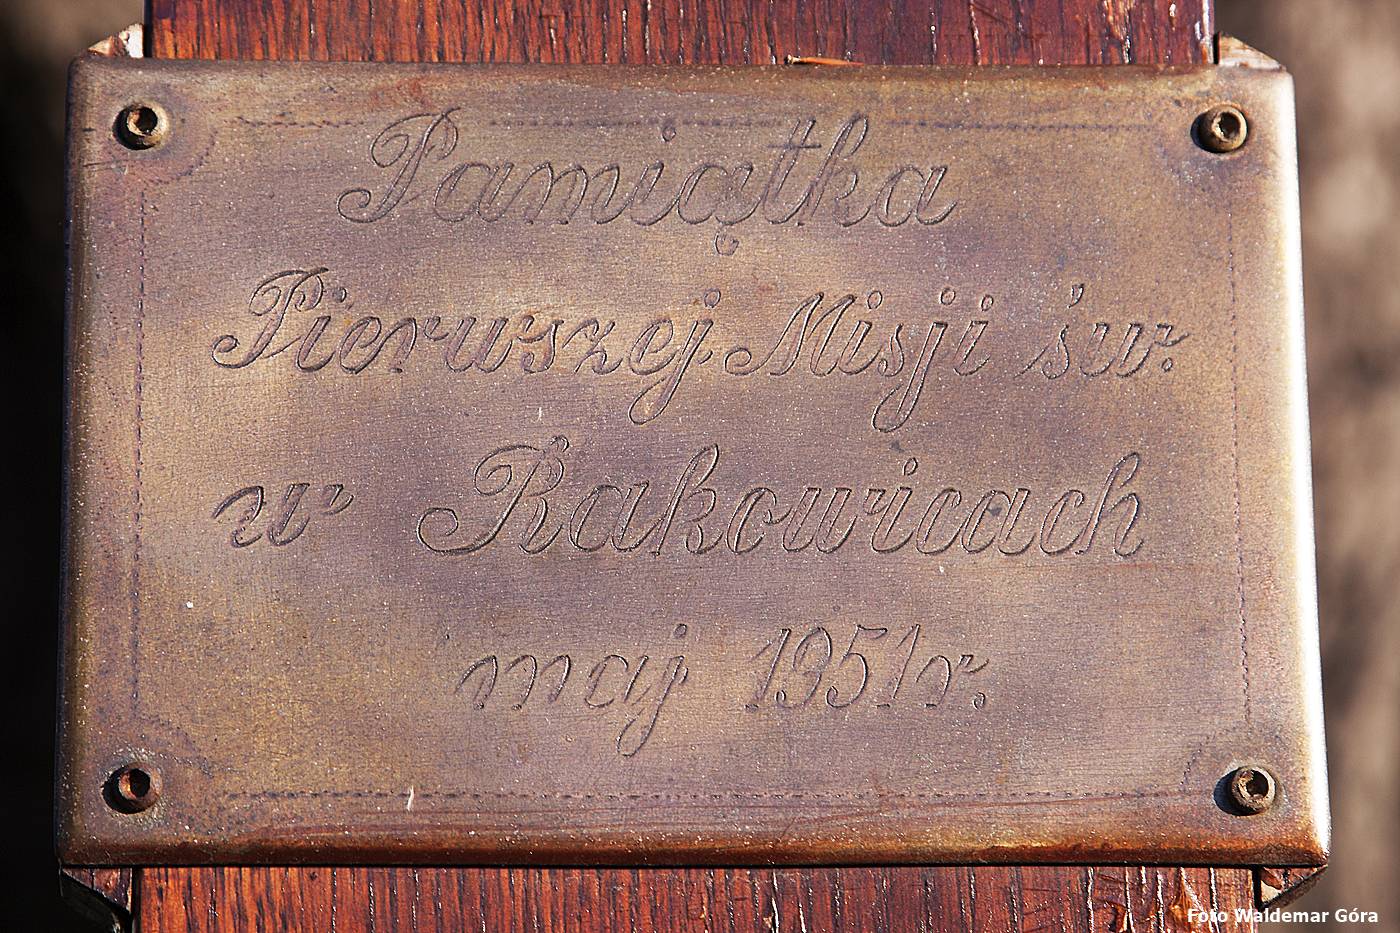 Pamiątka
Pierwszej Misji św.
w Rakowicach
maj 1951r.
Foto Waldemar Góra